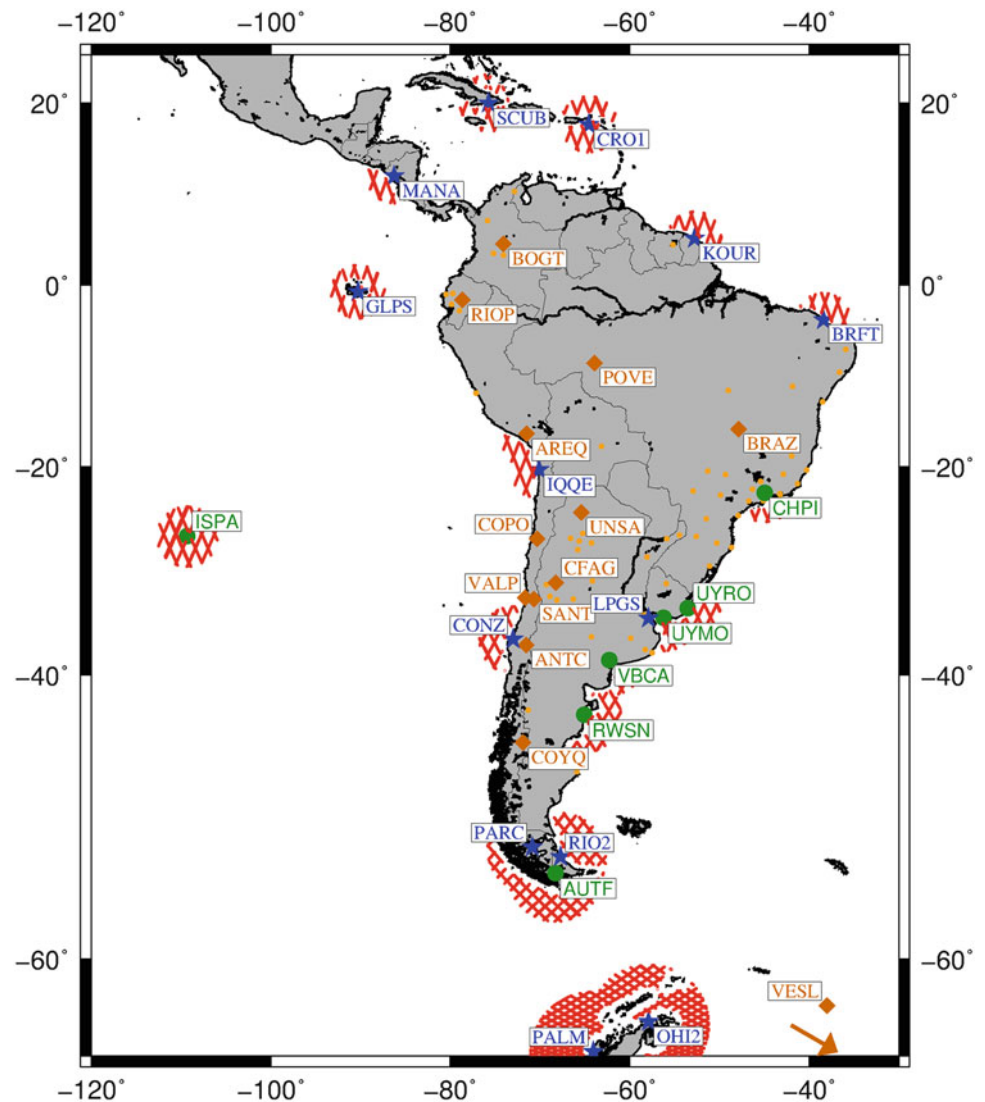 −120° −100° −80° −60° −40°
20° 20°
SCUB
CRO1
MANA
KOUR
BOGT
0° 0°
GLPS
RIOP
BRFT
POVE
BRAZ
AREQ
−20° −20°
IQQE
CHPI
ISPA
COPO
UNSA
CFAG
VALP
UYRO
LPGS
SANT
CONZ
UYMO
ANTC
−40° −40°
VBCA
RWSN
COYQ
PARC
RIO2
AUTF
−60° −60°
VESL
PALM
OHI2
−120° −100° −80° −60° −40°